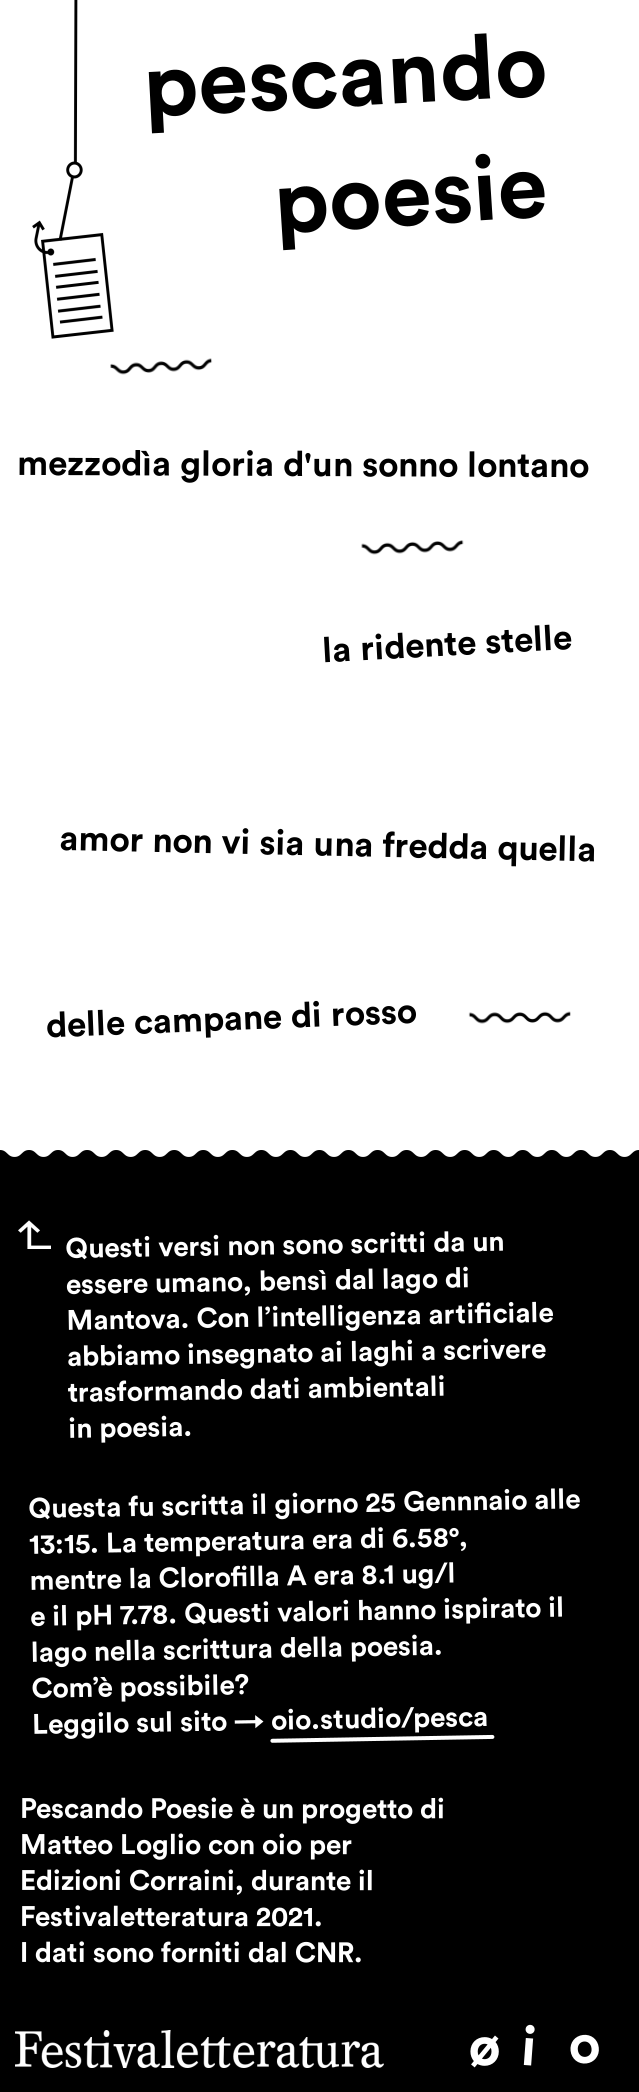 pescando
poesie
mezzodìa gloria d'un sonno lontano
la ridente stelle
amor non vi sia una fredda quella
delle campane di rosso
Questi versi non sono scritti da un
essere umano, bensì dal lago di
Mantova. Con l’intelligenza artificiale
abbiamo insegnato ai laghi a scrivere
trasformando dati ambientali
in poesia.
Questa fu scritta il giorno 25 Gennnaio alle
13:15. La temperatura era di 6.58°,
mentre la Clorofilla A era 8.1 ug/l
e il pH 7.78. Questi valori hanno ispirato il
lago nella scrittura della poesia.
Com’è possibile?
Leggilo sul sito → oio.studio/pesca
Pescando Poesie è un progetto di
Matteo Loglio con oio per
Edizioni Corraini, durante il
Festivaletteratura 2021.
I dati sono forniti dal CNR.
Festivaletteratura ø i o